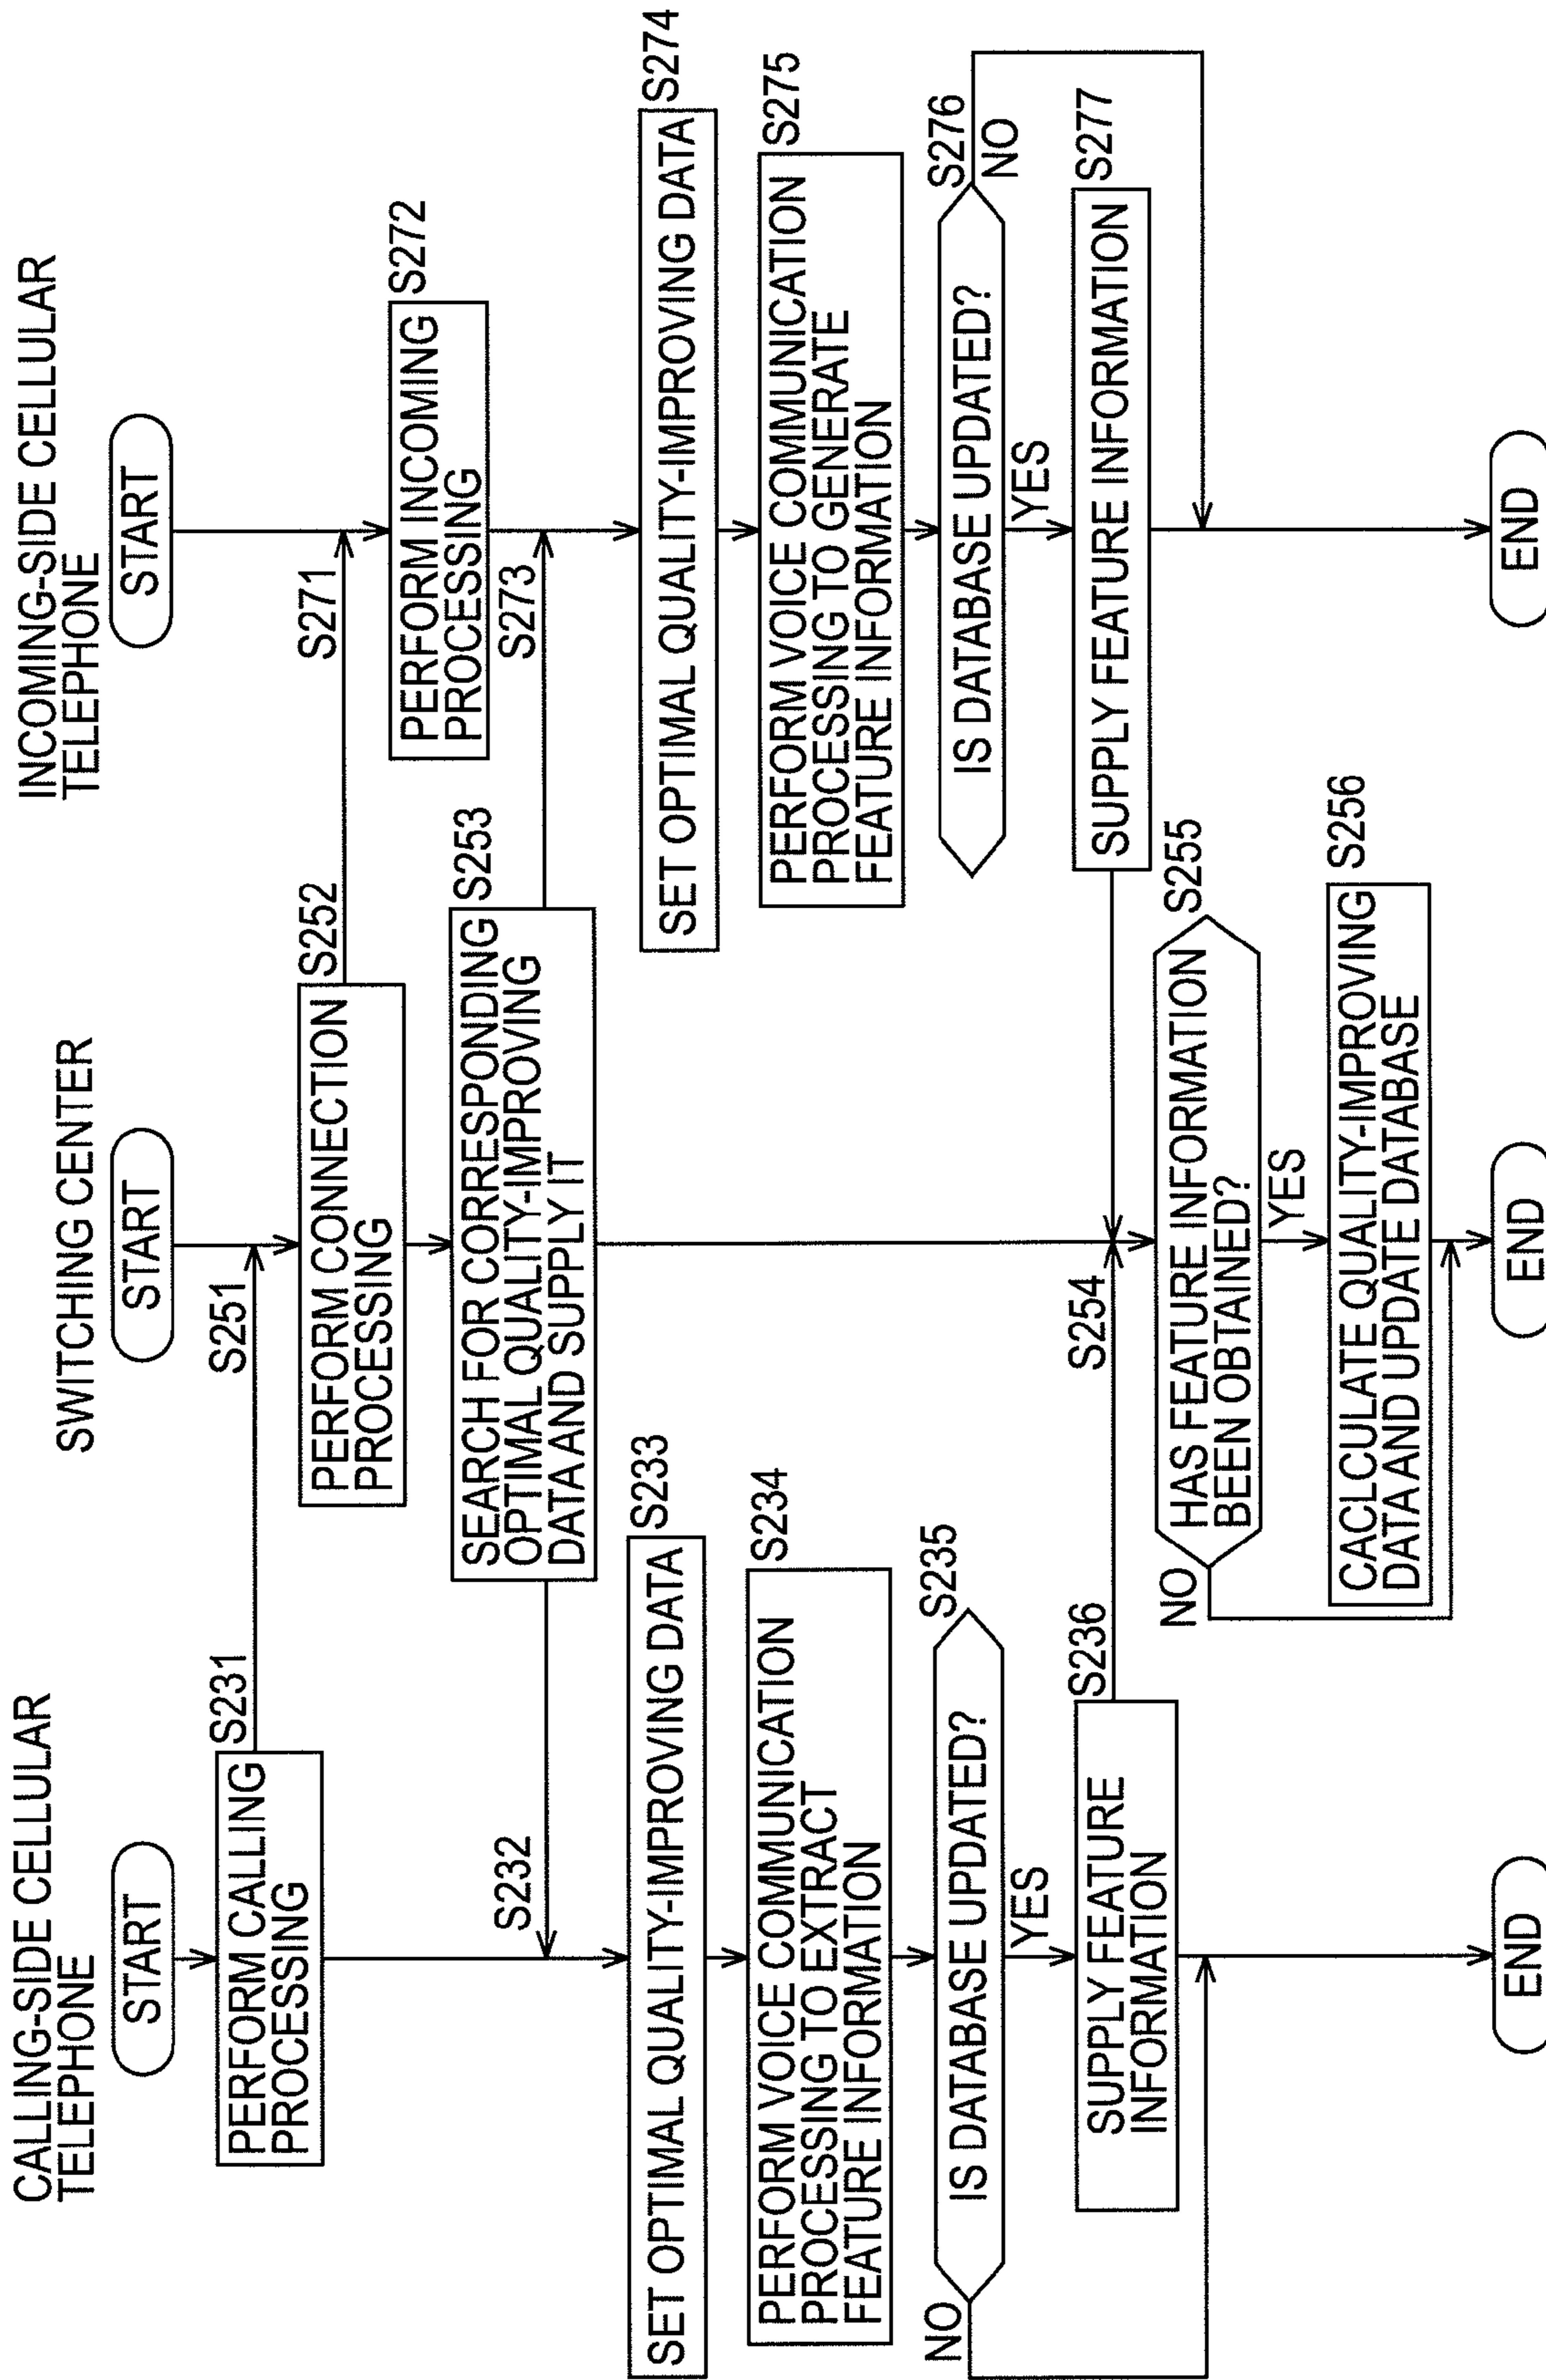 CALLING-SIDE CELLULAR
TELEPHONE
START
S231
PERFORM CALLING
PROCESSING
S232
S233
SET OPTIMAL QUALITY-IMPROVING DATA
S234
PERFORM VOICE COMMUNICATION
PROCESSING TO EXTRACT
FEATURE INFORMATION
S235
IS DATABASE UPDATED?
NO
YES
S236
SUPPLY FEATURE
INFORMATION
END
SWITCHING CENTER
START
S251
S252
PERFORM CONNECTION
PROCESSING
S253
SEARCH FOR CORRESPONDING
OPTIMAL QUALITY-IMPROVING
DATA AND SUPPLY IT
S254
S255
HAS FEATURE INFORMATION
BEEN OBTAINED?
NO
YES
S256
CACLCULATE QUALITY-IMPROVING
DATA AND UPDATE DATABASE
END
INCOMING-SIDE CELLULAR
TELEPHONE
START
S271
S272
PERFORM INCOMING
PROCESSING
S273
S274
SET OPTIMAL QUALITY-IMPROVING DATA
S275
PERFORM VOICE COMMUNICATION
PROCESSING TO GENERATE
FEATURE INFORMATION
S276
IS DATABASE UPDATED?
NO
YES
S277
SUPPLY FEATURE INFORMATION
END